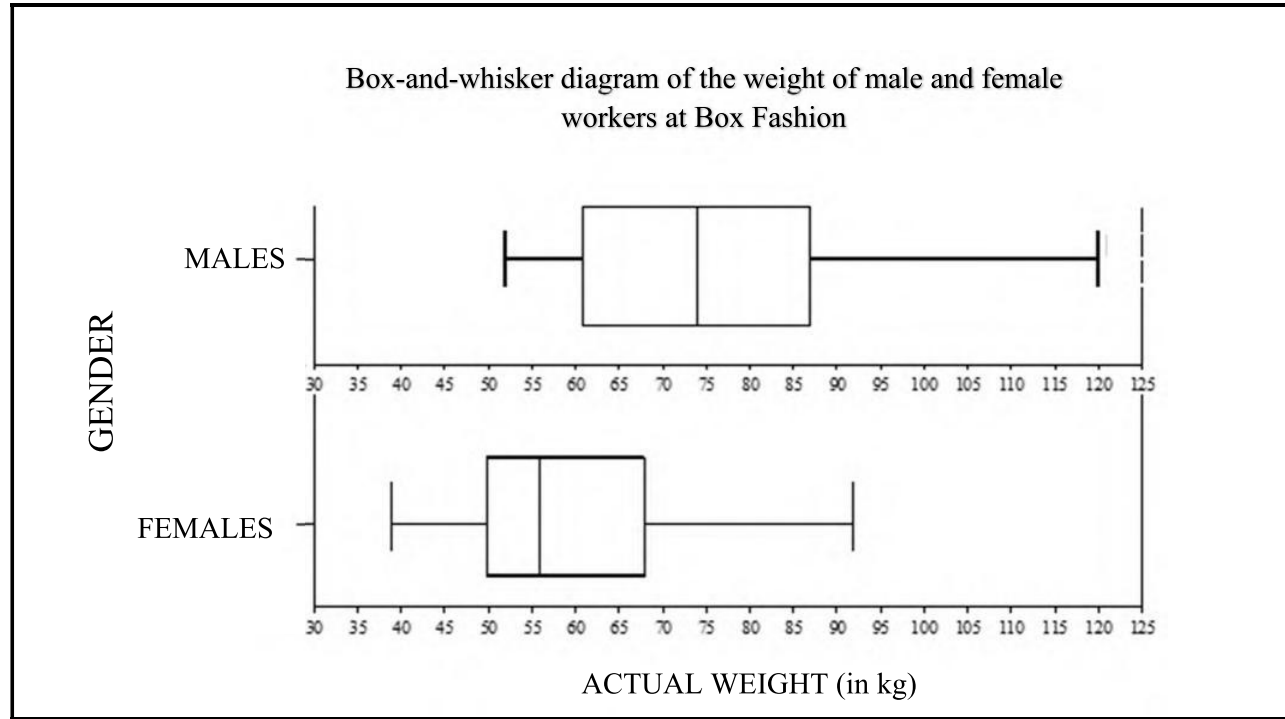 Box-and-whisker diagram of the weight of male and female
workers at Box Fashion
MALES
30 35 40 45 50 55 60 65 70 75 80 85 90 95 100 105 110 115 120 125
GENDER
FEMALES
30 35 40 45 50 55 60 65 70 75 80 85 90 95 100 105 110 115 120 125
ACTUAL WEIGHT (in kg)